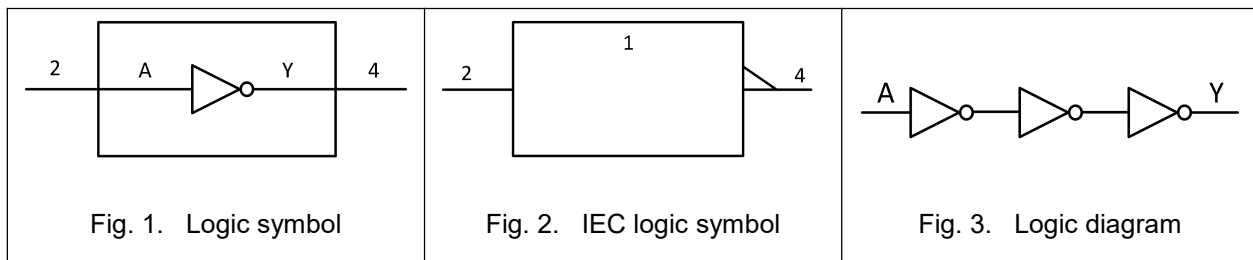 2 A Y 4
Fig. 1. Logic symbol
1
2 4
Fig. 2. IEC logic symbol
A Y
Fig. 3. Logic diagram